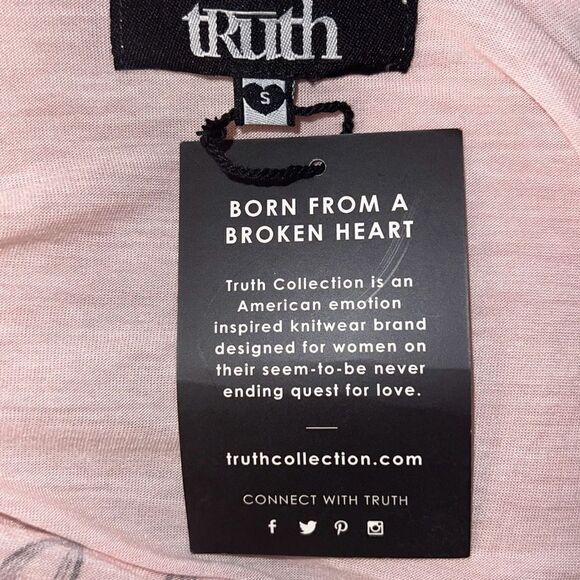 tRuth
S
BORN FROM A
BROKEN HEART
Truth Collection is an
American emotion
inspired knitwear brand
designed for women on
their seem-to-be never
ending quest for love.
truthcollection.com
CONNECT WITH TRUTH